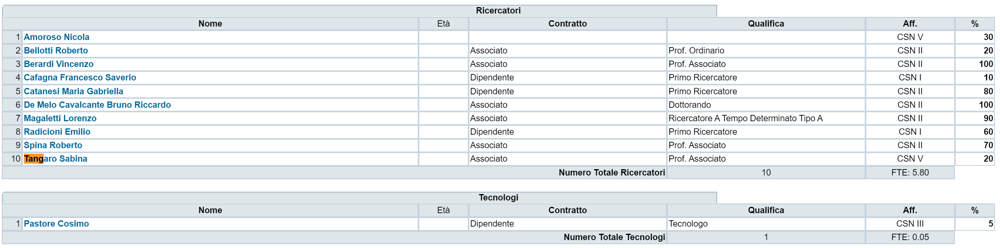 Ricercatori
Nome Età Contratto Qualifica Aff. %
1 Amoroso Nicola CSN V 30
2 Bellotti Roberto Associato Prof. Ordinario CSN II 20
3 Berardi Vincenzo Associato Prof. Associato CSN II 100
4 Cafagna Francesco Saverio Dipendente Primo Ricercatore CSN I 10
5 Catanesi Maria Gabriella Dipendente Primo Ricercatore CSN II 80
6 De Melo Cavalcante Bruno Riccardo Associato Dottorando CSN II 100
7 Magaletti Lorenzo Associato Ricercatore A Tempo Determinato Tipo A CSN II 90
8 Radicioni Emilio Dipendente Primo Ricercatore CSN I 60
9 Spina Roberto Associato Prof. Associato CSN II 70
10 Tangaro Sabina Associato Prof. Associato CSN V 20
Numero Totale Ricercatori 10 FTE: 5.80
Tecnologi
Nome Età Contratto Qualifica Aff. %
1 Pastore Cosimo Dipendente Tecnologo CSN III 5
Numero Totale Tecnologi 1 FTE: 0.05